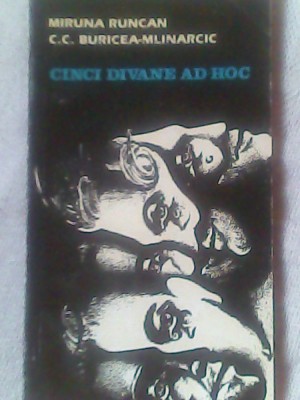 MIRUNA RUNCAN
C.C. BURICEA-MLINARCIC
CINCI DIVANE AD HOC